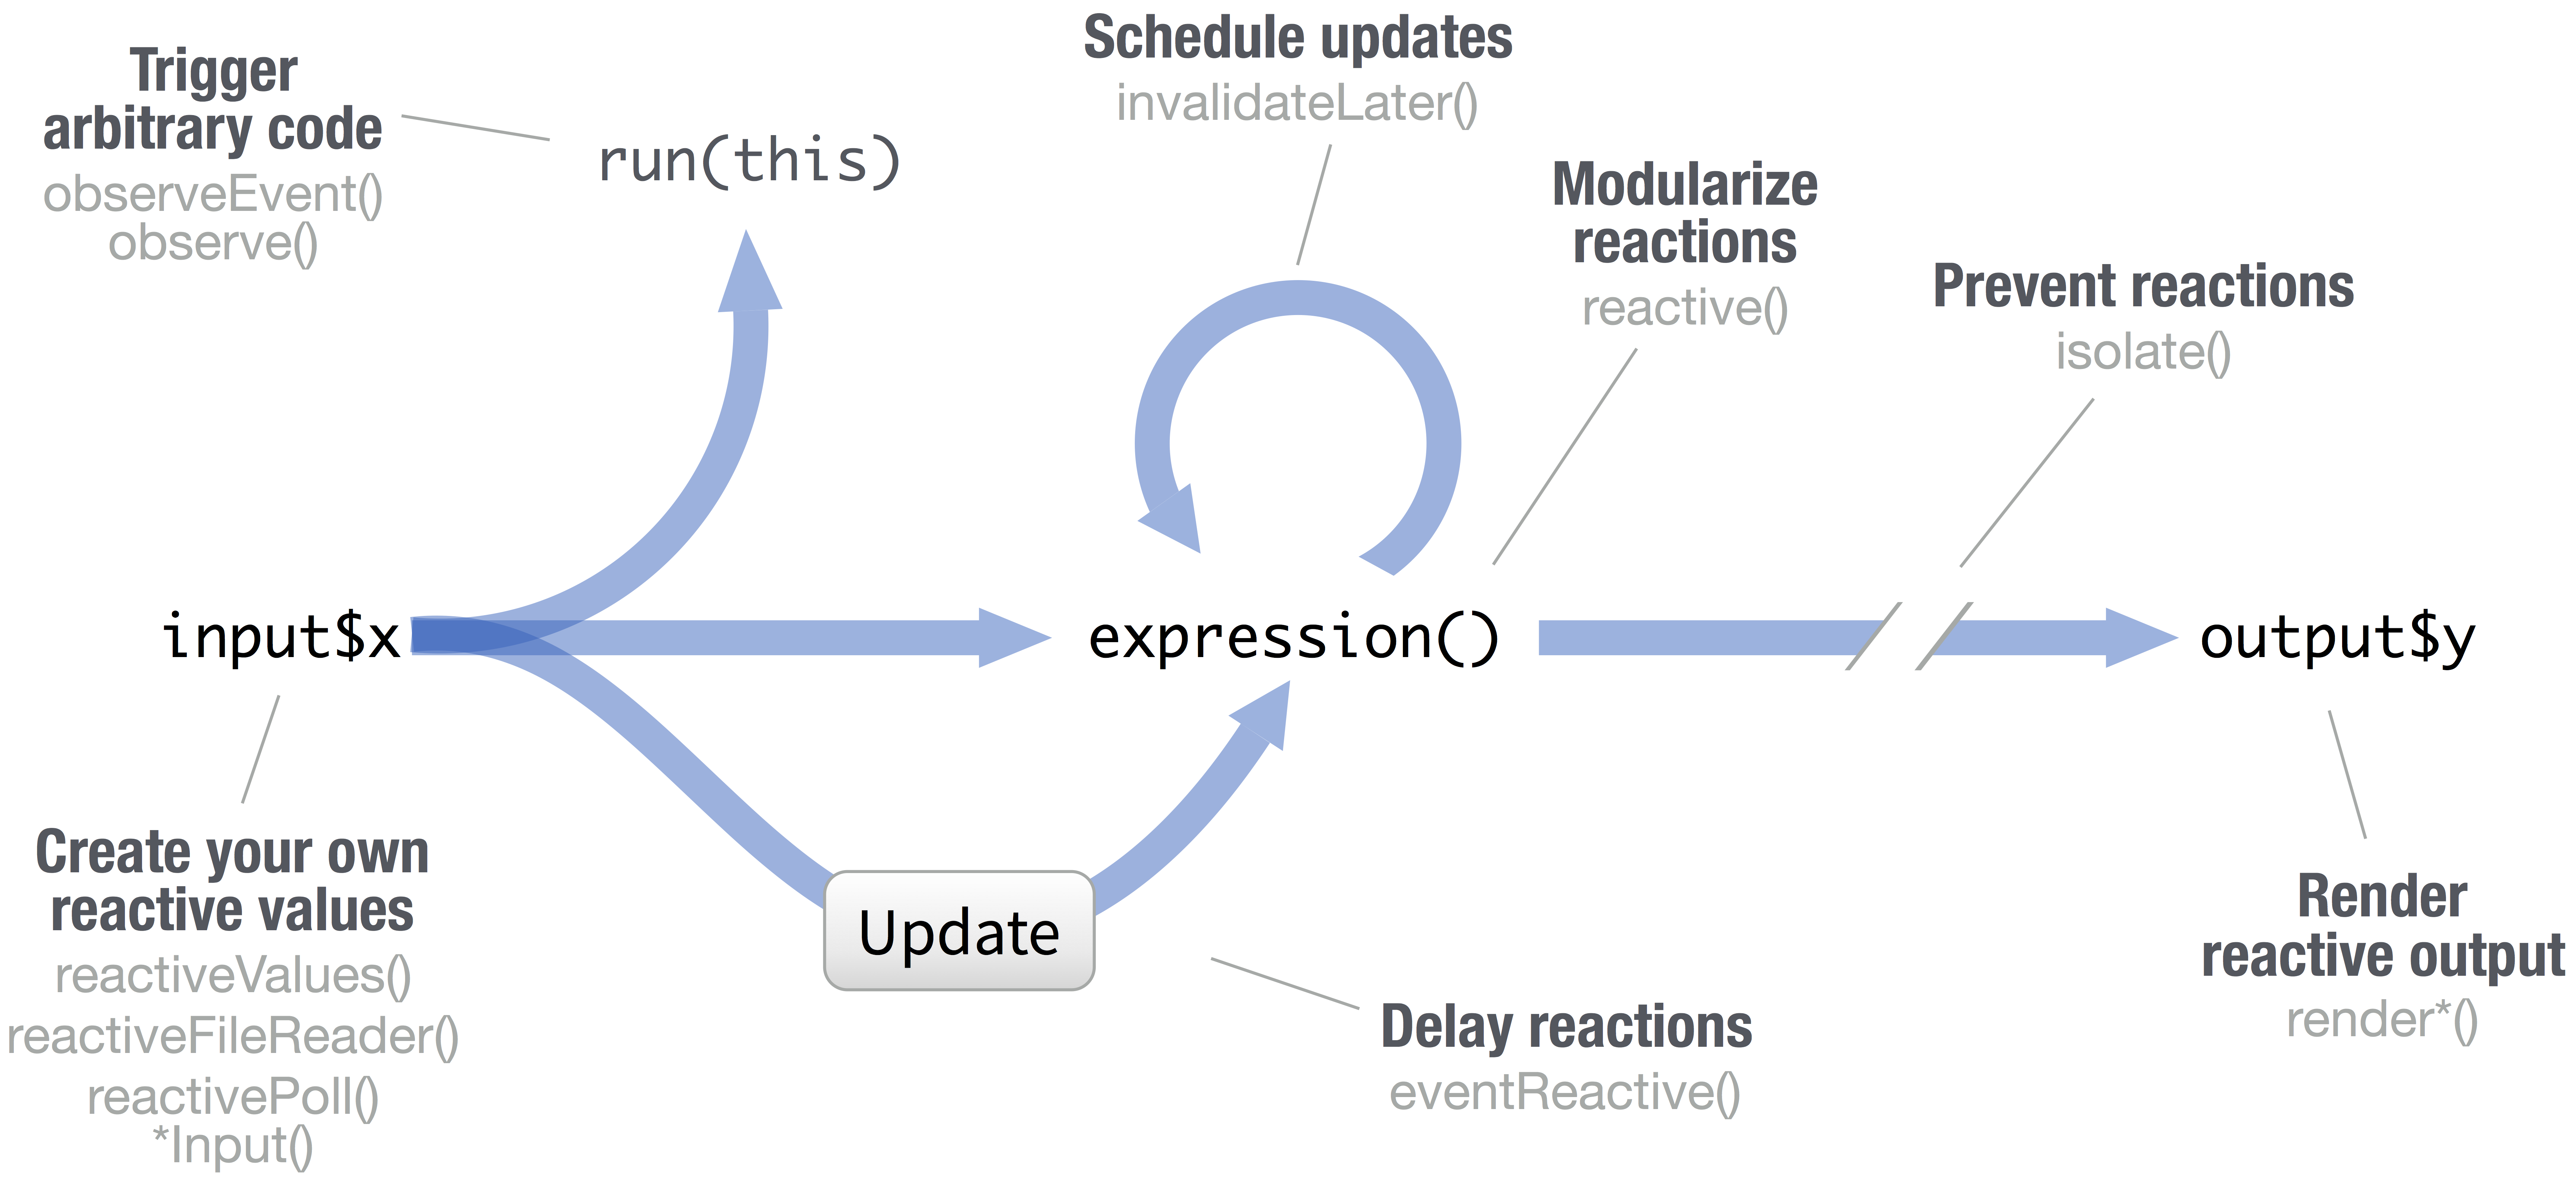 Trigger
arbitrary code
observeEvent()
observe()
run(this)
Schedule updates
invalidateLater()
Modularize
reactions
reactive()
Prevent reactions
isolate()
input$x
expression()
output$y
Create your own
reactive values
reactiveValues()
reactiveFileReader()
reactivePoll()
*Input()
Update
Delay reactions
eventReactive()
Render
reactive output
render*()